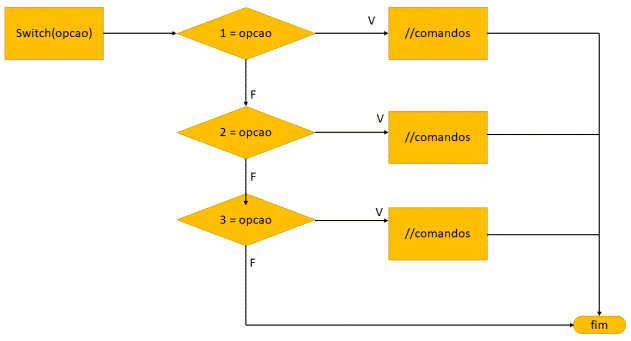 Switch(opcao)
1 = opcao
V
//comandos
F
2 = opcao
V
//comandos
F
3 = opcao
V
//comandos
F
fim